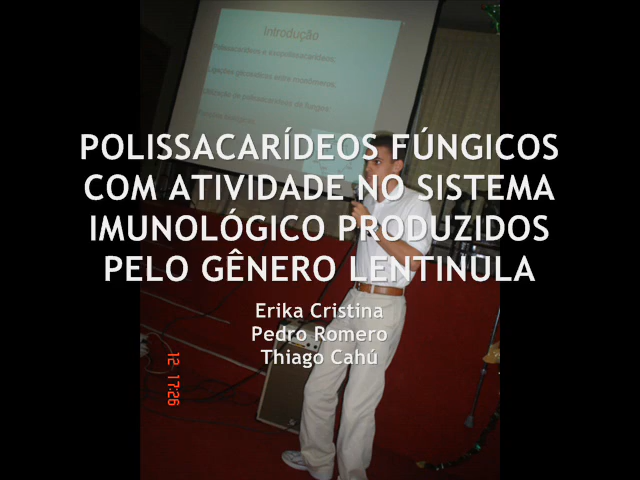 Introdução
POLISSACARÍDEOS FÚNGICOS
COM ATIVIDADE NO SISTEMA
IMUNOLÓGICO PRODUZIDOS
PELO GÊNERO LENTINULA
Erika Cristina
Pedro Romero
Thiago Cahú
12 17:26